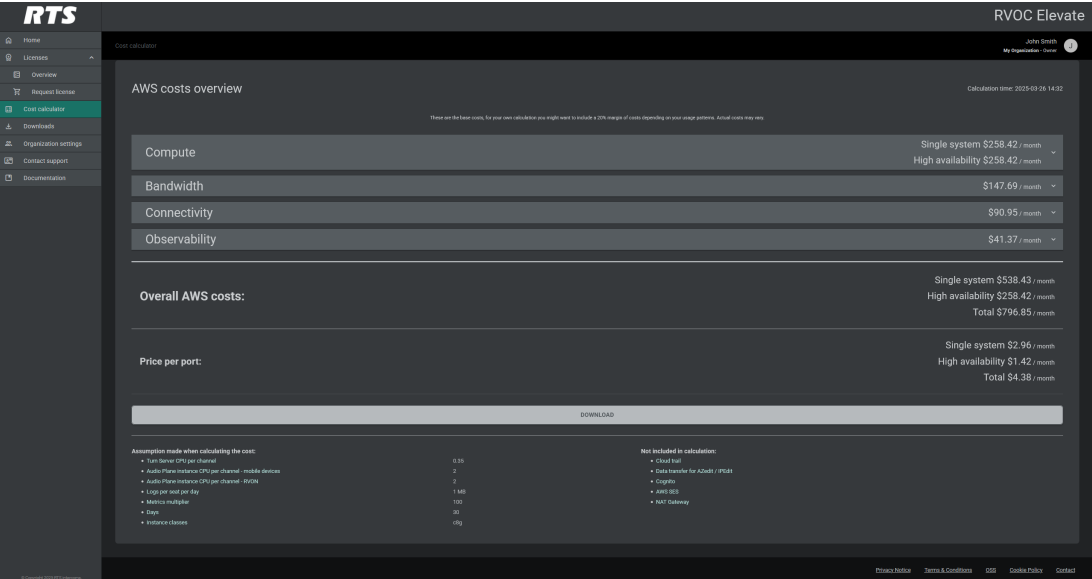 RTS
RVOC Elevate
Home
Licenses
Overview
Request license
Cost calculator
Downloads
Organization settings
Contact support
Documentation
Cost calculator
John Smith
My Organization - Owner
J
AWS costs overview
Calculation time: 2025-03-26 14:32
These are the base costs, for your own calculation you might want to include a 20% margin of costs depending on your usage patterns. Actual costs may vary.
Compute
Single system $258.42 / month
High availability $258.42 / month
Bandwidth
$147.69 / month
Connectivity
$90.95 / month
Observability
$41.37 / month
Overall AWS costs:
Single system $538.43 / month
High availability $258.42 / month
Total $796.85 / month
Price per port:
Single system $2.96 / month
High availability $1.42 / month
Total $4.38 / month
DOWNLOAD
Assumption made when calculating the cost:
• Turn Server CPU per channel 0.35
• Audio Plane instance CPU per channel - mobile devices 2
• Audio Plane instance CPU per channel - RVON 2
• Logs per seat per day 1 MB
• Metrics multiplier 100
• Days 30
• Instance classes c8g
Not included in calculation:
• Cloud trail
• Data transfer for AZedit / IPEdit
• Cognito
• AWS SES
• NAT Gateway
Privacy Notice Terms & Conditions OSS Cookie Policy Contact